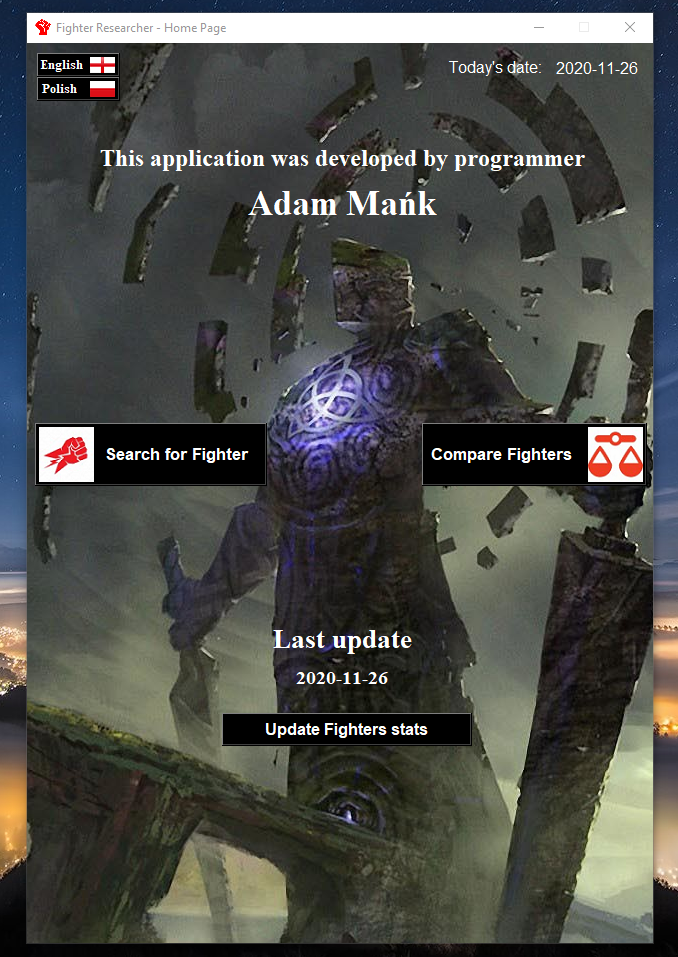 Fighter Researcher - Home Page
English
Today's date: 2020-11-26
Polish
This application was developed by programmer
Adam Mańk
Search for Fighter
Compare Fighters
Last update
2020-11-26
Update Fighters stats